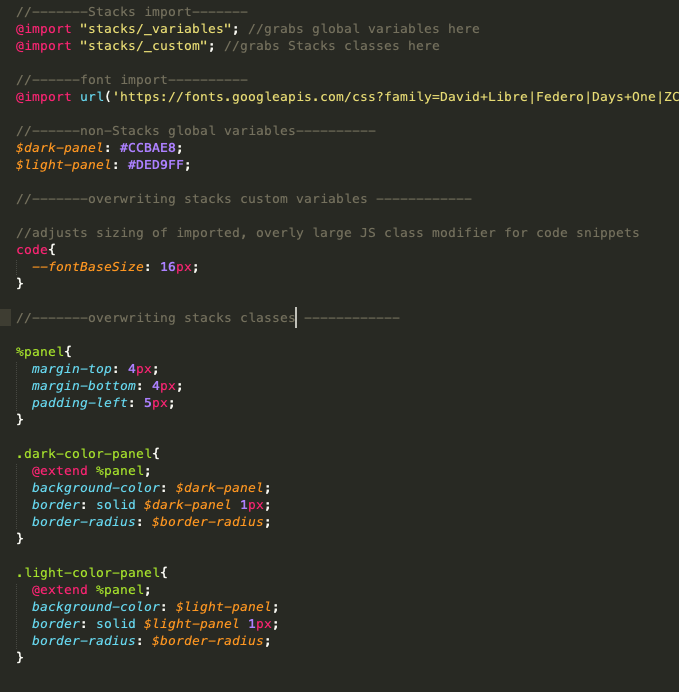 //-------Stacks import-------
@import "stacks/_variables"; //grabs global variables here
@import "stacks/_custom"; //grabs Stacks classes here
//------font import----------
@import url('https://fonts.googleapis.com/css?family=David+Libre|Federo|Days+One|ZC
//------non-Stacks global variables----------
$dark-panel: #CCBAE8;
$light-panel: #DED9FF;
//-------overwriting stacks custom variables ------------
//adjusts sizing of imported, overly large JS class modifier for code snippets
code{
--fontBaseSize: 16px;
}
//-------overwriting stacks classes ------------
%panel{
margin-top: 4px;
margin-bottom: 4px;
padding-left: 5px;
}
.dark-color-panel{
@extend %panel;
background-color: $dark-panel;
border: solid $dark-panel 1px;
border-radius: $border-radius;
}
.light-color-panel{
@extend %panel;
background-color: $light-panel;
border: solid $light-panel 1px;
border-radius: $border-radius;
}